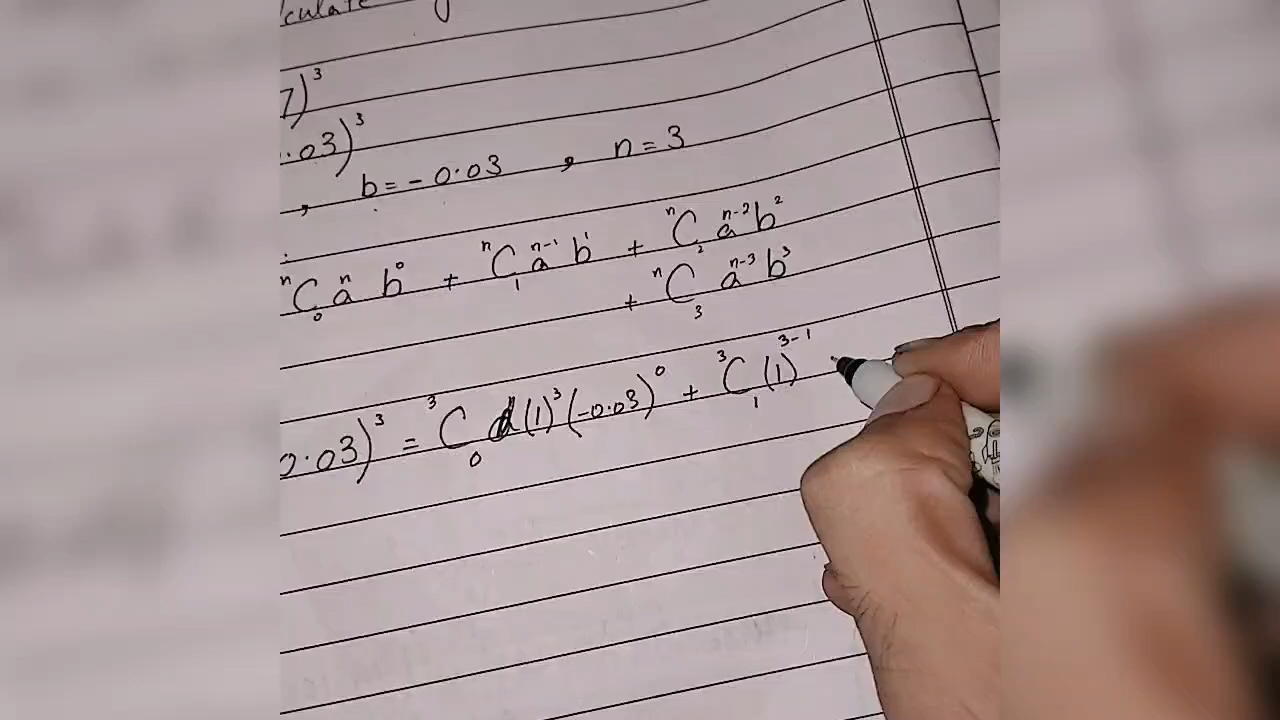 7)³
.03)³
, b = - 0.03 , n = 3
ⁿC₀ aⁿ b⁰ + ⁿC₁ aⁿ⁻¹ b¹ + ⁿC₂ aⁿ⁻² b²
+ ⁿC₃ aⁿ⁻³ b³
0.03)³ = ³C₀ (1)³ (-0.03)⁰ + ³C₁ (1)³⁻¹